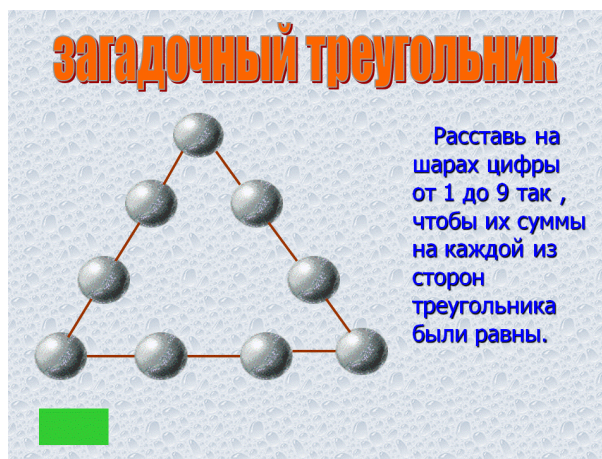 загадочный треугольник
Расставь на
шарах цифры
от 1 до 9 так ,
чтобы их суммы
на каждой из
сторон
треугольника
были равны.